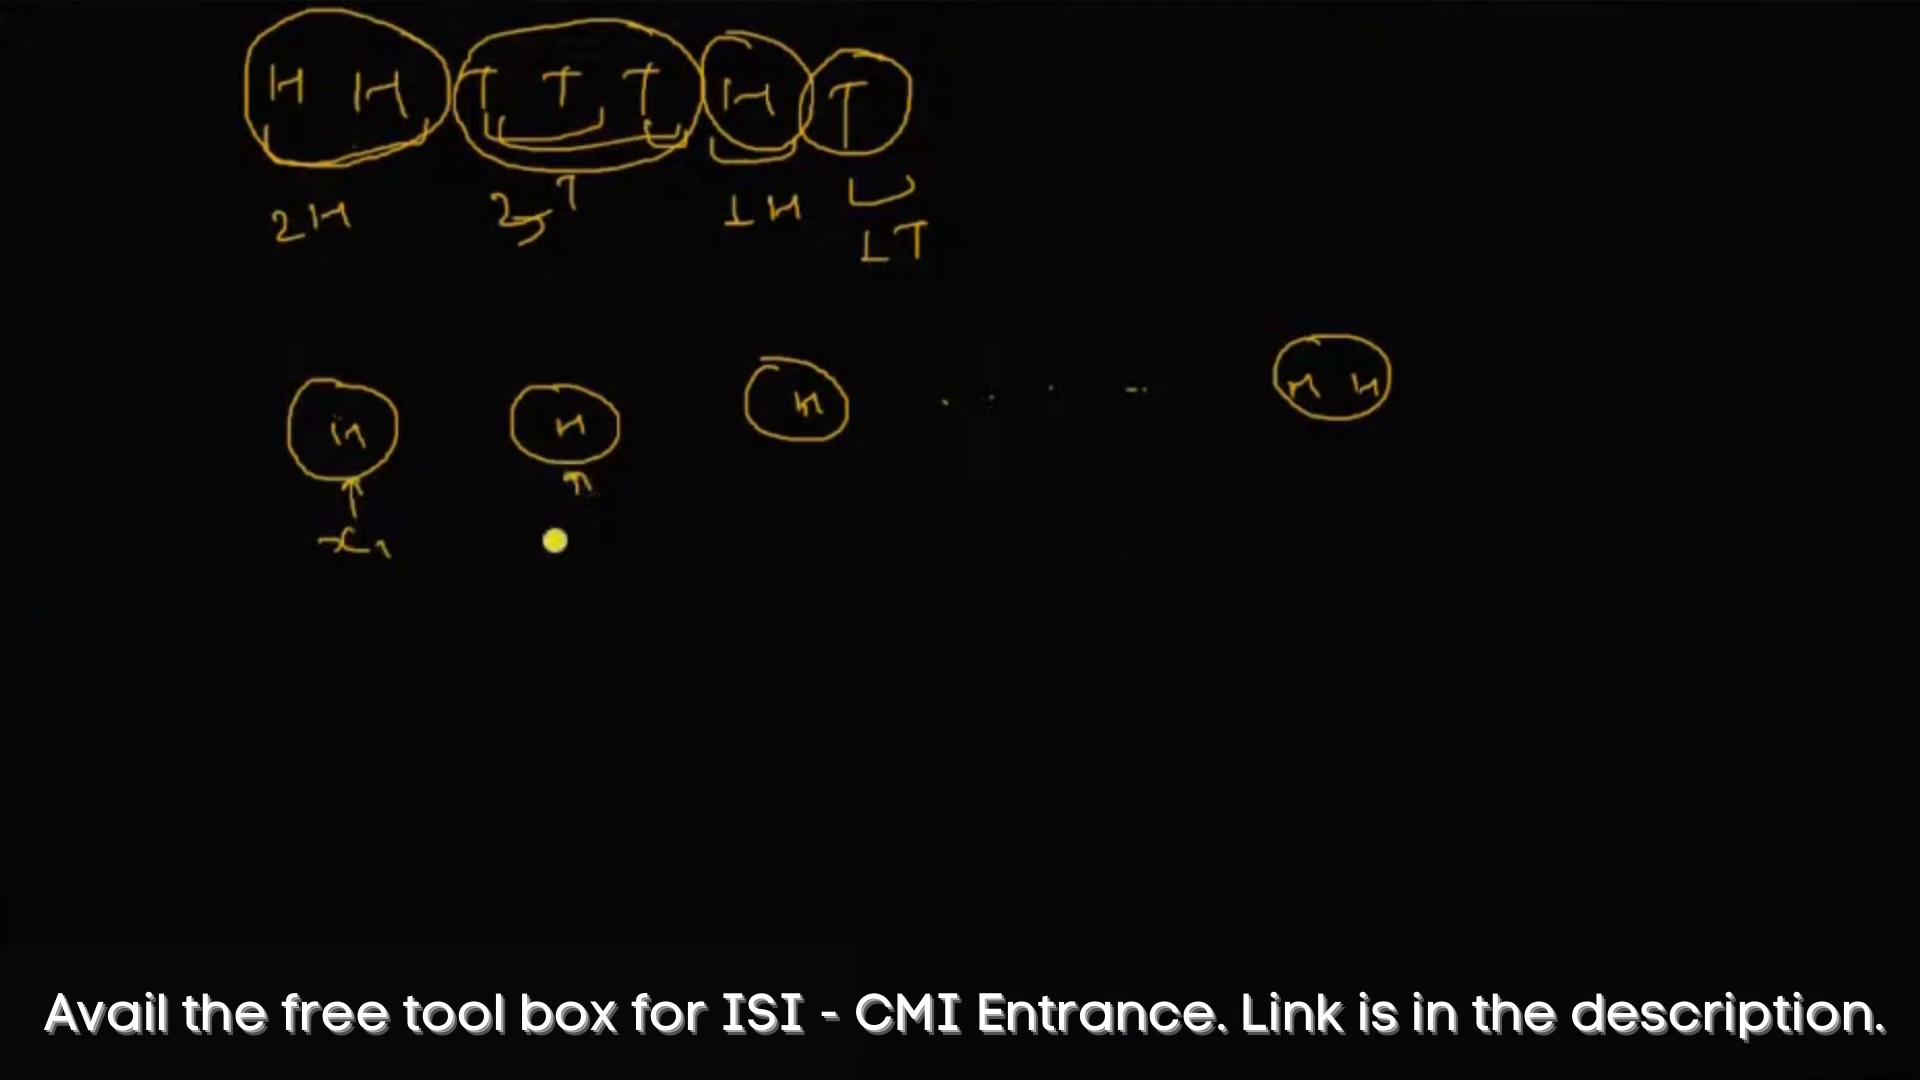 H H T T T H T
2H 3T 1H
1T
H H H . . . - . H H
x1
Avail the free tool box for ISI - CMI Entrance. Link is in the description.